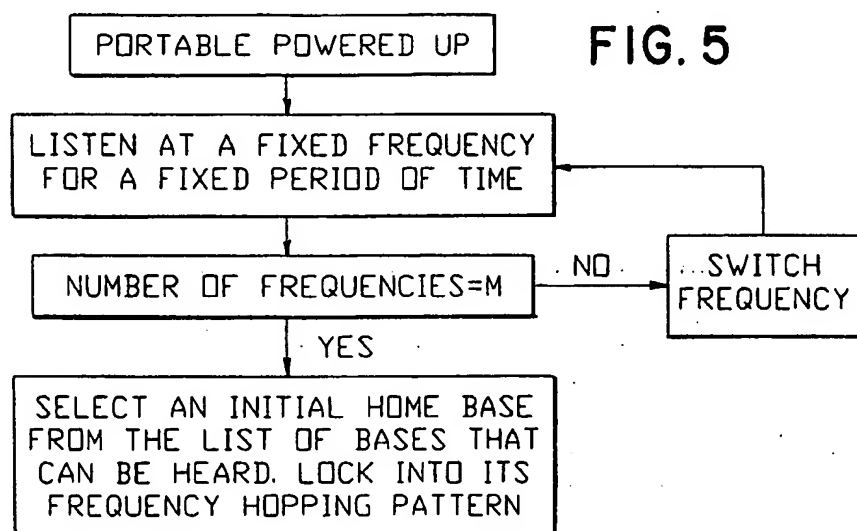 FIG. 5
PORTABLE POWERED UP
LISTEN AT A FIXED FREQUENCY
FOR A FIXED PERIOD OF TIME
NUMBER OF FREQUENCIES=M
NO
SWITCH
FREQUENCY
YES
SELECT AN INITIAL HOME BASE
FROM THE LIST OF BASES THAT
CAN BE HEARD. LOCK INTO ITS
FREQUENCY HOPPING PATTERN